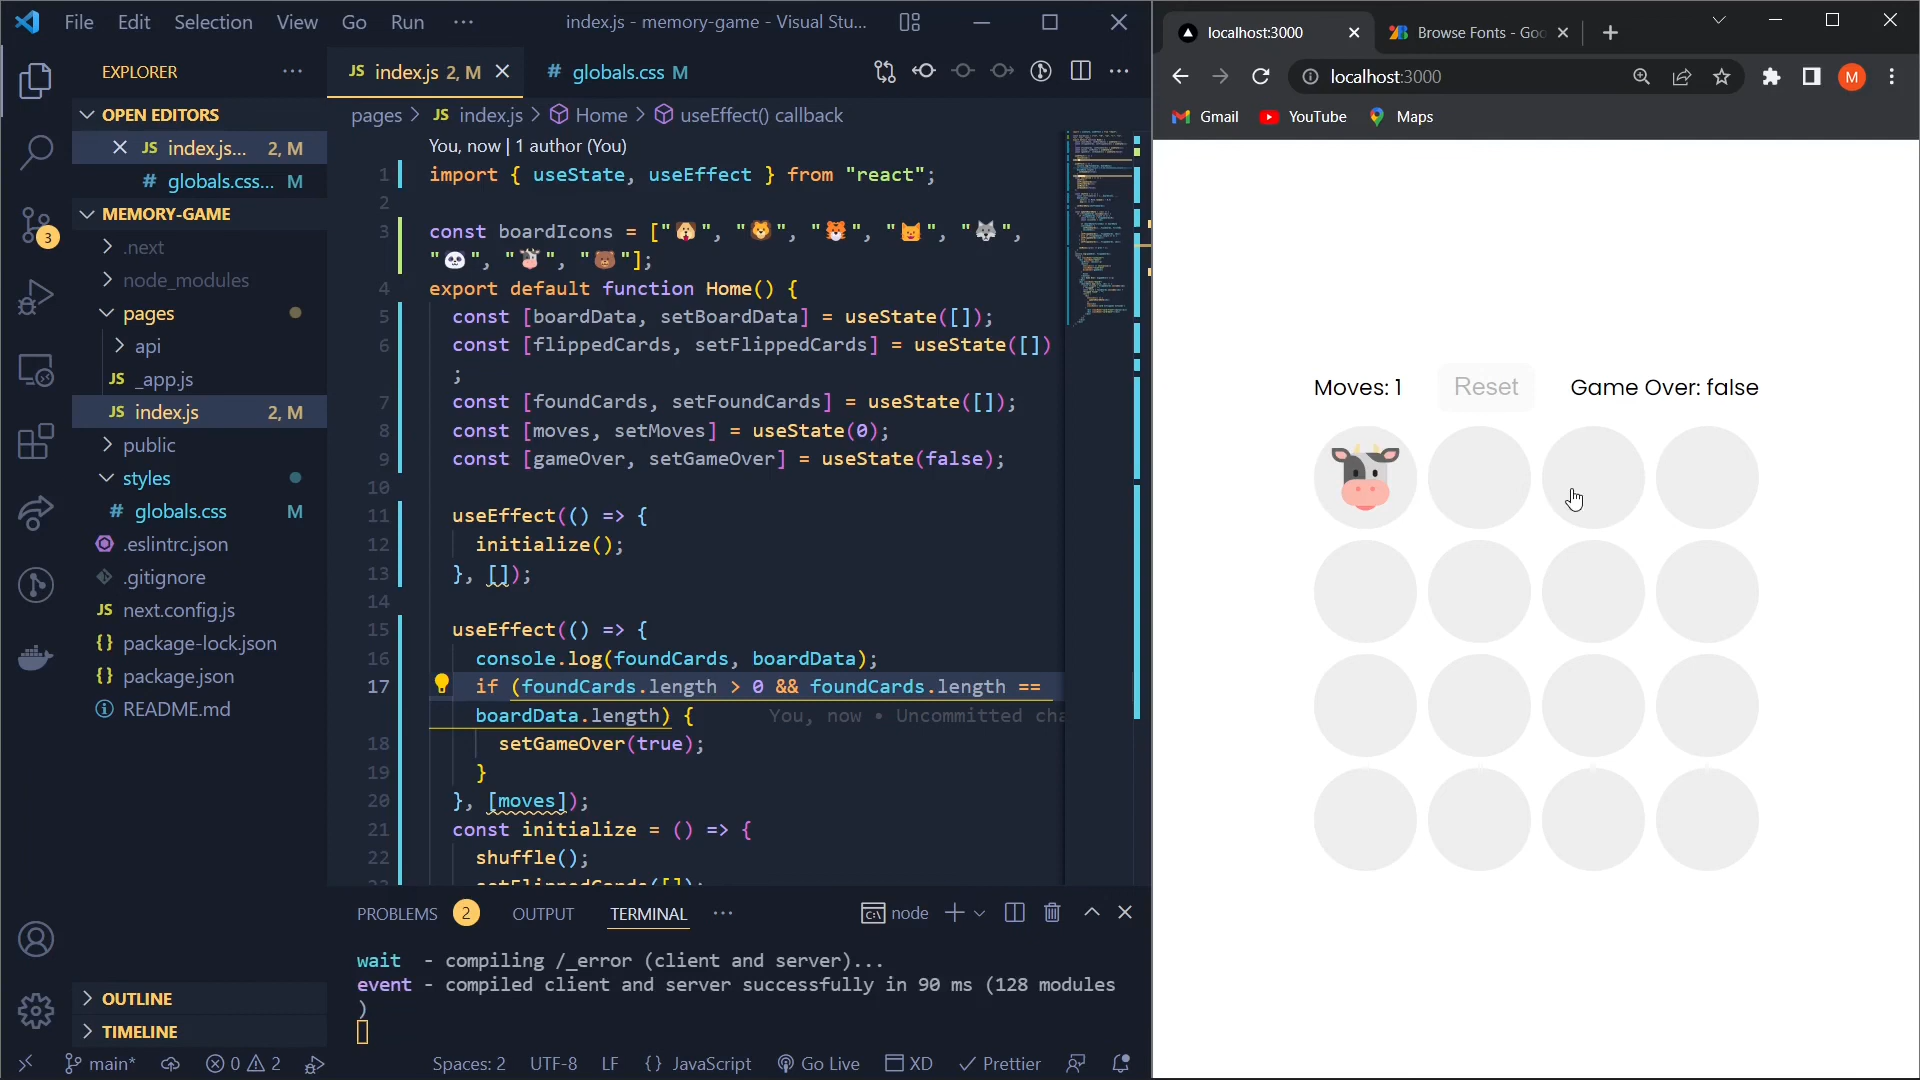 File Edit Selection View Go Run ··· index.js - memory-game - Visual Stu...
EXPLORER
OPEN EDITORS
JS index.js... 2, M
# globals.css... M
MEMORY-GAME
.next
node_modules
pages
api
JS _app.js
JS index.js 2, M
public
styles
# globals.css M
.eslintrc.json
.gitignore
JS next.config.js
{} package-lock.json
{} package.json
README.md
OUTLINE
TIMELINE
3
JS index.js 2, M
# globals.css M
pages > JS index.js > Home > useEffect() callback
You, now | 1 author (You)
1 import { useState, useEffect } from "react";
2
3 const boardIcons = ["🐶", "🦁", "🐯", "🐱", "🐺",
"🐼", "🐮", "🐻"];
4 export default function Home() {
5 const [boardData, setBoardData] = useState([]);
6 const [flippedCards, setFlippedCards] = useState([])
;
7 const [foundCards, setFoundCards] = useState([]);
8 const [moves, setMoves] = useState(0);
9 const [gameOver, setGameOver] = useState(false);
10
11 useEffect(() => {
12 initialize();
13 }, []);
14
15 useEffect(() => {
16 console.log(foundCards, boardData);
17 if (foundCards.length > 0 && foundCards.length ==
boardData.length) { You, now • Uncommitted cha
18 setGameOver(true);
19 }
20 }, [moves]);
21 const initialize = () => {
22 shuffle();
23 setFlippedCards([]);
PROBLEMS 2 OUTPUT TERMINAL ··· node
wait - compiling /_error (client and server)...
event - compiled client and server successfully in 90 ms (128 modules
)
main* 0 2 Spaces: 2 UTF-8 LF {} JavaScript Go Live XD Prettier
localhost:3000
Browse Fonts - Goo
localhost:3000
M
Gmail YouTube Maps
Moves: 1 Reset Game Over: false